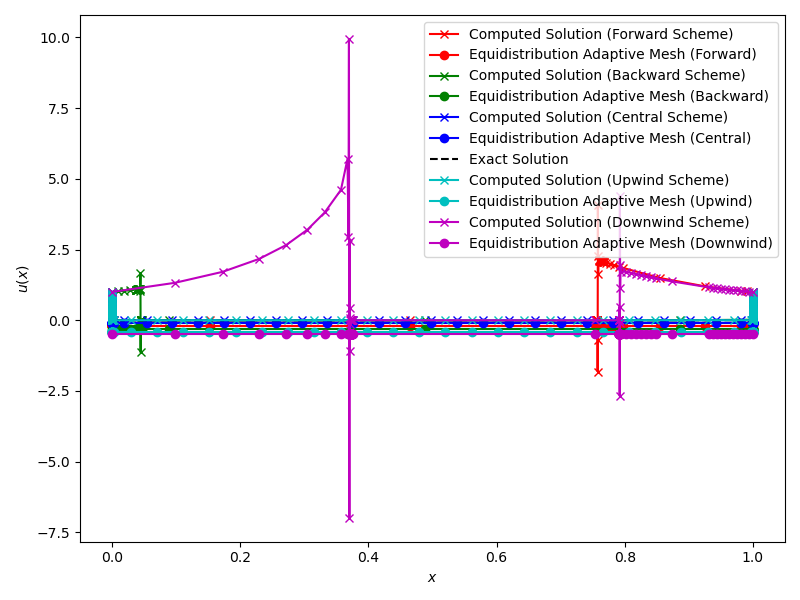 10.0
7.5
5.0
2.5
0.0
−2.5
−5.0
−7.5
u(x)
0.0 0.2 0.4 0.6 0.8 1.0
x
Computed Solution (Forward Scheme)
Equidistribution Adaptive Mesh (Forward)
Computed Solution (Backward Scheme)
Equidistribution Adaptive Mesh (Backward)
Computed Solution (Central Scheme)
Equidistribution Adaptive Mesh (Central)
Exact Solution
Computed Solution (Upwind Scheme)
Equidistribution Adaptive Mesh (Upwind)
Computed Solution (Downwind Scheme)
Equidistribution Adaptive Mesh (Downwind)